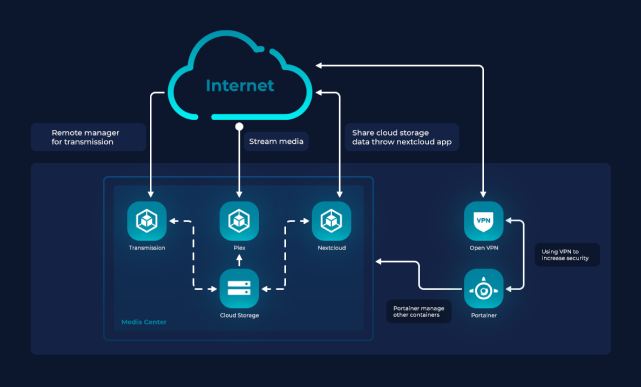 Internet
Remote manager
for transmission
Stream media
Share cloud storage
data throw nextcloud app
Transmission
Plex
Nextcloud
VPN
Open VPN
Using VPN to
increase security
Cloud Storage
Portainer manage
other containers
Portainer
Media Center